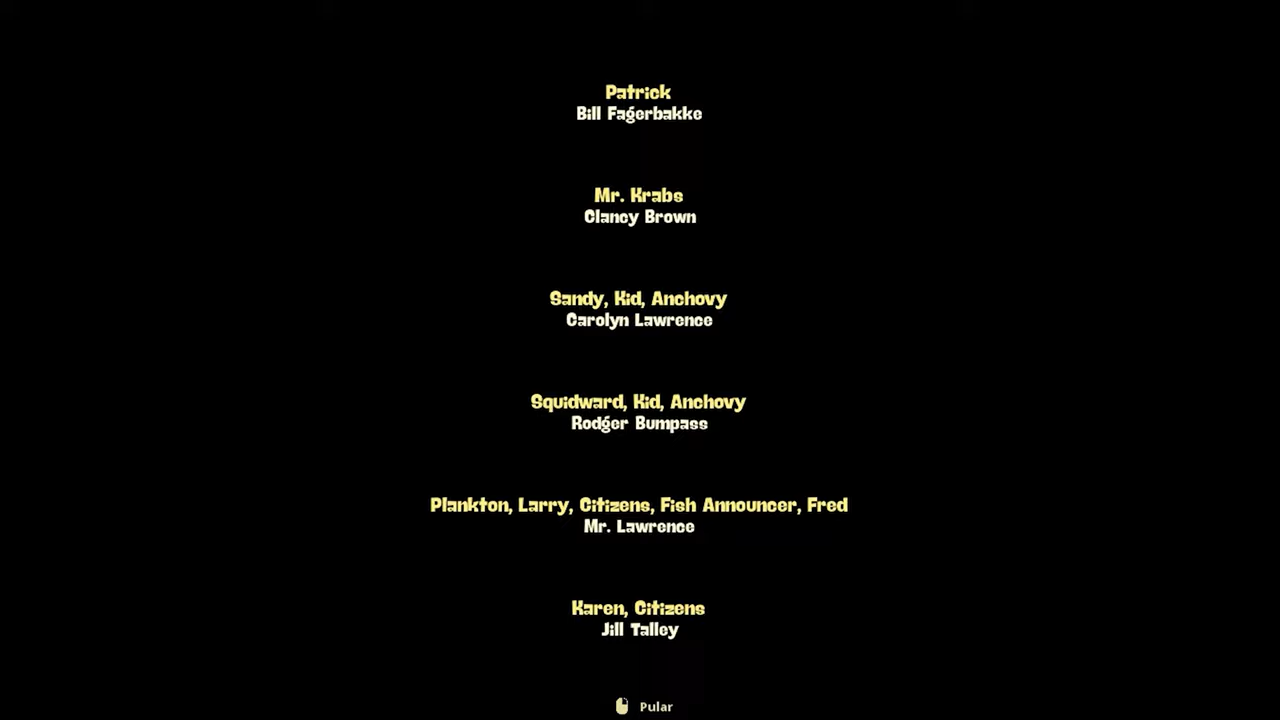 Patrick
Bill Fagerbakke
Mr. Krabs
Clancy Brown
Sandy, Kid, Anchovy
Carolyn Lawrence
Squidward, Kid, Anchovy
Rodger Bumpass
Plankton, Larry, Citizens, Fish Announcer, Fred
Mr. Lawrence
Karen, Citizens
Jill Talley
Pular